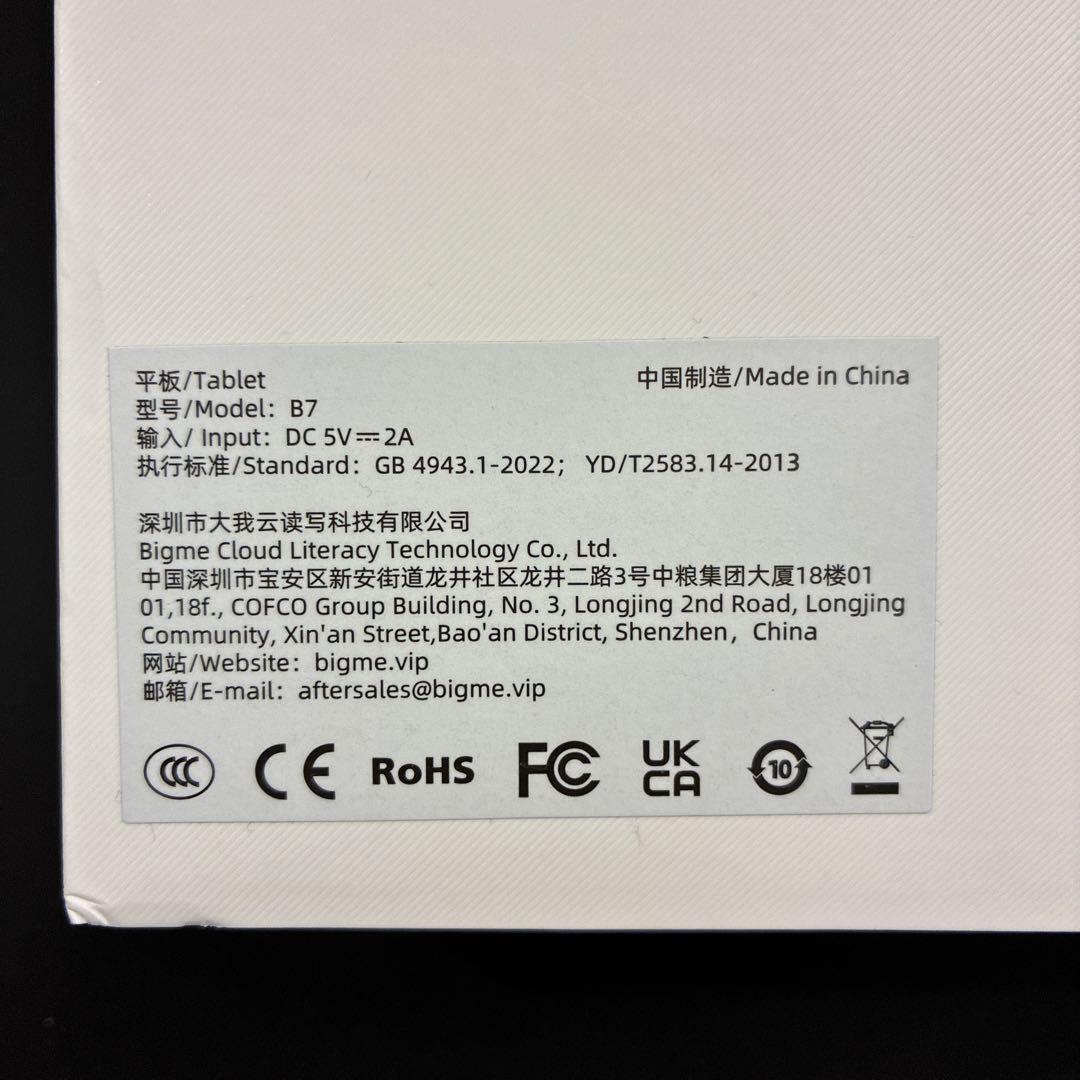 平板/Tablet
中国制造/Made in China
型号/Model：B7
输入/ Input：DC 5V⎓2A
执行标准/Standard：GB 4943.1-2022； YD/T2583.14-2013
深圳市大我云读写科技有限公司
Bigme Cloud Literacy Technology Co., Ltd.
中国深圳市宝安区新安街道龙井社区龙井二路3号中粮集团大厦18楼01
01,18f., COFCO Group Building, No. 3, Longjing 2nd Road, Longjing
Community, Xin'an Street,Bao'an District, Shenzhen，China
网站/Website：bigme.vip
邮箱/E-mail：aftersales@bigme.vip
CCC CE RoHS FC UK CA 10